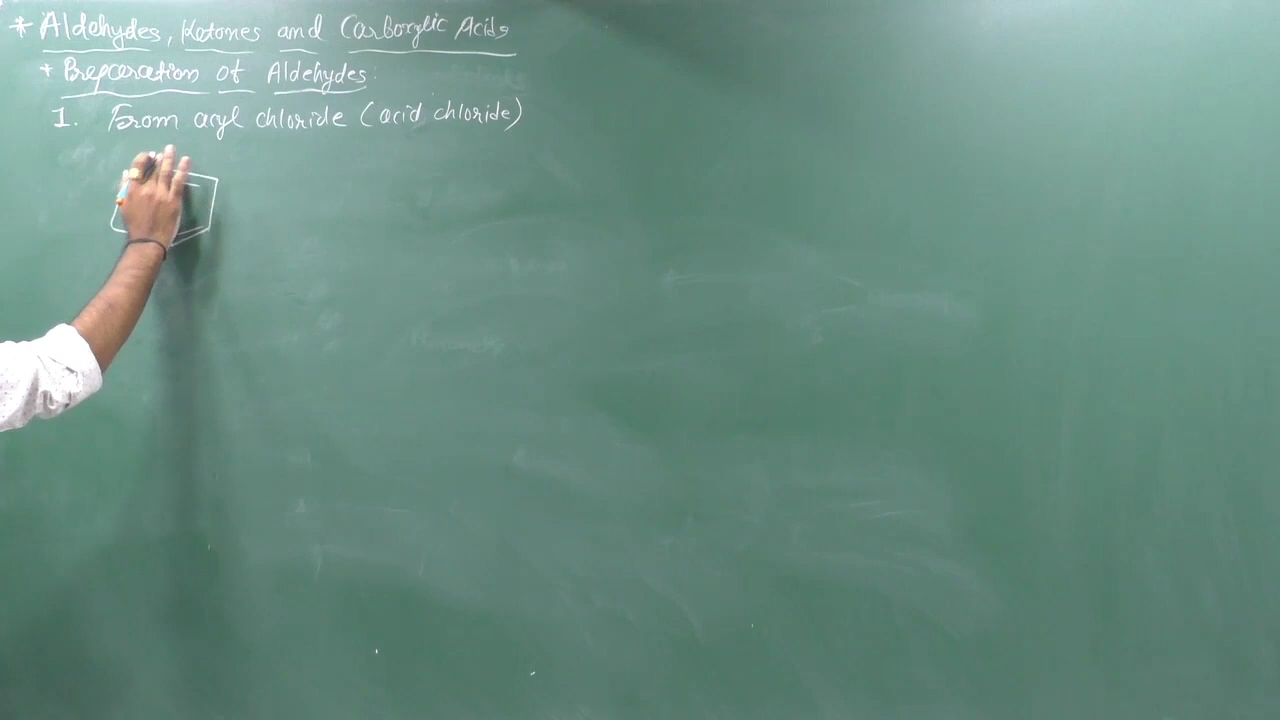 * Aldehydes, Ketones and Carboxylic Acids
+ Preparation of Aldehydes:
1. From acyl chloride (acid chloride)